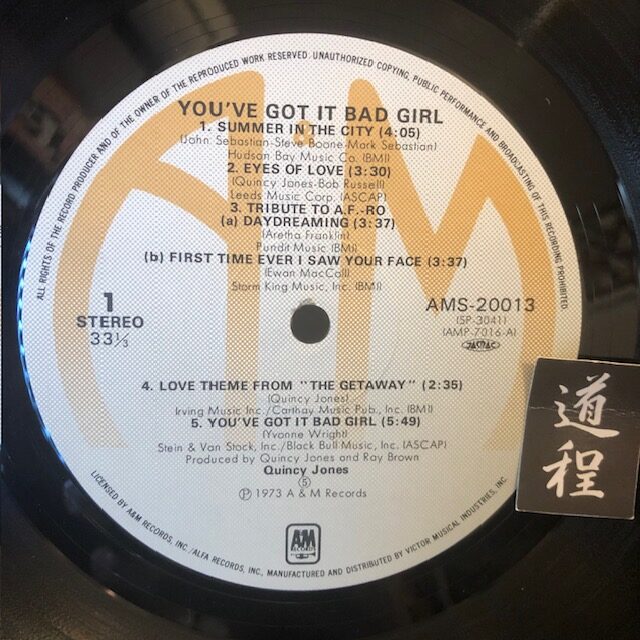 ALL RIGHTS OF THE RECORD PRODUCER AND OF THE OWNER OF THE REPRODUCED WORK RESERVED. UNAUTHORIZED COPYING, PUBLIC PERFORMANCE AND BROADCASTING OF THIS RECORDING PROHIBITED
YOU'VE GOT IT BAD GIRL
1. SUMMER IN THE CITY (4:05)
(John Sebastian-Steve Boone-Mark Sebastian)
Hudson Bay Music Co. (BMI)
2. EYES OF LOVE (3:30)
(Quincy Jones-Bob Russell)
Leeds Music Corp. (ASCAP)
3. TRIBUTE TO A.F.-RO
(a) DAYDREAMING (3:37)
(Aretha Franklin)
Pundit Music (BMI)
(b) FIRST TIME EVER I SAW YOUR FACE (3:37)
(Ewan MacCall)
Storm King Music, Inc. (BMI)
1
STEREO
33⅓
AMS-20013
(SP-3041)
(AMP-7016-A)
JASRAC
4. LOVE THEME FROM "THE GETAWAY" (2:35)
(Quincy Jones)
Irving Music Inc./Carthay Music Pub., Inc. (BMI)
5. YOU'VE GOT IT BAD GIRL (5:49)
(Yvonne Wright)
Stein & Van Stock, Inc./Black Bull Music, Inc. (ASCAP)
Produced by Quincy Jones and Ray Brown
Quincy Jones
⑤
Ⓟ 1973 A & M Records
A&M
RECORDS
LICENSED BY A&M RECORDS, INC./ALFA RECORDS, INC., MANUFACTURED AND DISTRIBUTED BY VICTOR MUSICAL INDUSTRIES, INC.
道程